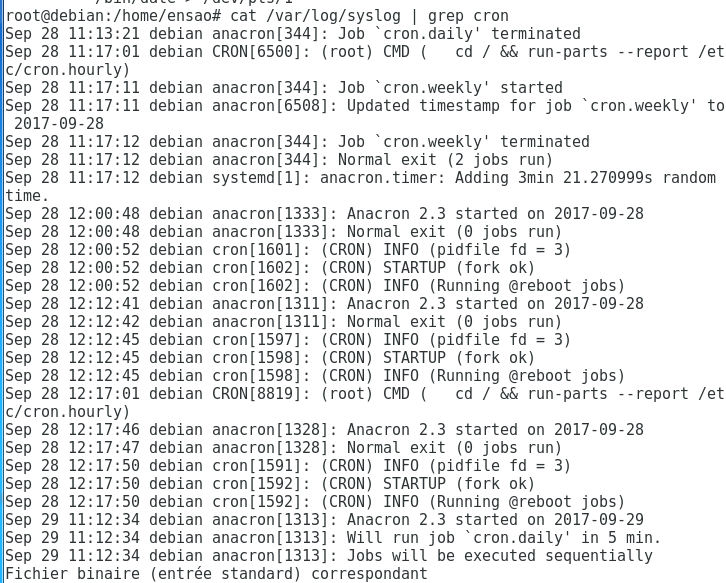 /bin/date > /dev/pts/1
root@debian:/home/ensao# cat /var/log/syslog | grep cron
Sep 28 11:13:21 debian anacron[344]: Job `cron.daily' terminated
Sep 28 11:17:01 debian CRON[6500]: (root) CMD (   cd / && run-parts --report /et
c/cron.hourly)
Sep 28 11:17:11 debian anacron[344]: Job `cron.weekly' started
Sep 28 11:17:11 debian anacron[6508]: Updated timestamp for job `cron.weekly' to
 2017-09-28
Sep 28 11:17:12 debian anacron[344]: Job `cron.weekly' terminated
Sep 28 11:17:12 debian anacron[344]: Normal exit (2 jobs run)
Sep 28 11:17:12 debian systemd[1]: anacron.timer: Adding 3min 21.270999s random
time.
Sep 28 12:00:48 debian anacron[1333]: Anacron 2.3 started on 2017-09-28
Sep 28 12:00:48 debian anacron[1333]: Normal exit (0 jobs run)
Sep 28 12:00:52 debian cron[1601]: (CRON) INFO (pidfile fd = 3)
Sep 28 12:00:52 debian cron[1602]: (CRON) STARTUP (fork ok)
Sep 28 12:00:52 debian cron[1602]: (CRON) INFO (Running @reboot jobs)
Sep 28 12:12:41 debian anacron[1311]: Anacron 2.3 started on 2017-09-28
Sep 28 12:12:42 debian anacron[1311]: Normal exit (0 jobs run)
Sep 28 12:12:45 debian cron[1597]: (CRON) INFO (pidfile fd = 3)
Sep 28 12:12:45 debian cron[1598]: (CRON) STARTUP (fork ok)
Sep 28 12:12:45 debian cron[1598]: (CRON) INFO (Running @reboot jobs)
Sep 28 12:17:01 debian CRON[8819]: (root) CMD (   cd / && run-parts --report /et
c/cron.hourly)
Sep 28 12:17:46 debian anacron[1328]: Anacron 2.3 started on 2017-09-28
Sep 28 12:17:47 debian anacron[1328]: Normal exit (0 jobs run)
Sep 28 12:17:50 debian cron[1591]: (CRON) INFO (pidfile fd = 3)
Sep 28 12:17:50 debian cron[1592]: (CRON) STARTUP (fork ok)
Sep 28 12:17:50 debian cron[1592]: (CRON) INFO (Running @reboot jobs)
Sep 29 11:12:34 debian anacron[1313]: Anacron 2.3 started on 2017-09-29
Sep 29 11:12:34 debian anacron[1313]: Will run job `cron.daily' in 5 min.
Sep 29 11:12:34 debian anacron[1313]: Jobs will be executed sequentially
Fichier binaire (entrée standard) correspondant